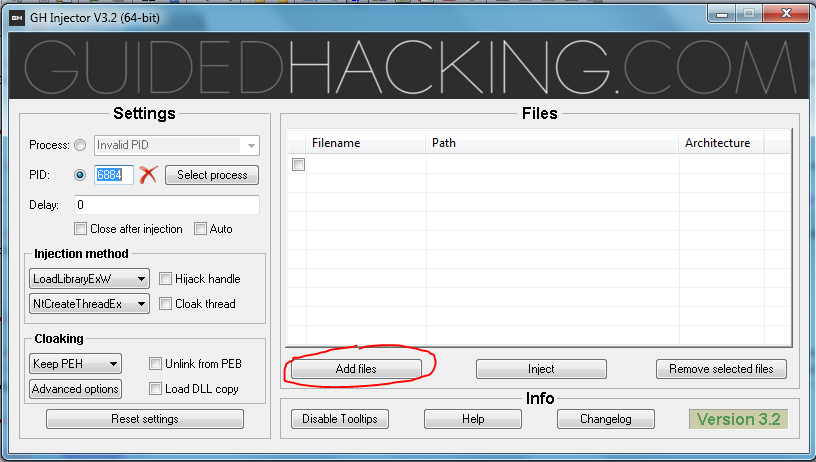 GH GH Injector V3.2 (64-bit)
GUIDEDHACKING.COM
Settings
Process: Invalid PID
PID: 6884 Select process
Delay: 0
Close after injection Auto
Injection method
LoadLibraryExW Hijack handle
NtCreateThreadEx Cloak thread
Cloaking
Keep PEH Unlink from PEB
Advanced options Load DLL copy
Reset settings
Files
Filename Path Architecture
Add files Inject Remove selected files
Info
Disable Tooltips Help Changelog Version 3.2